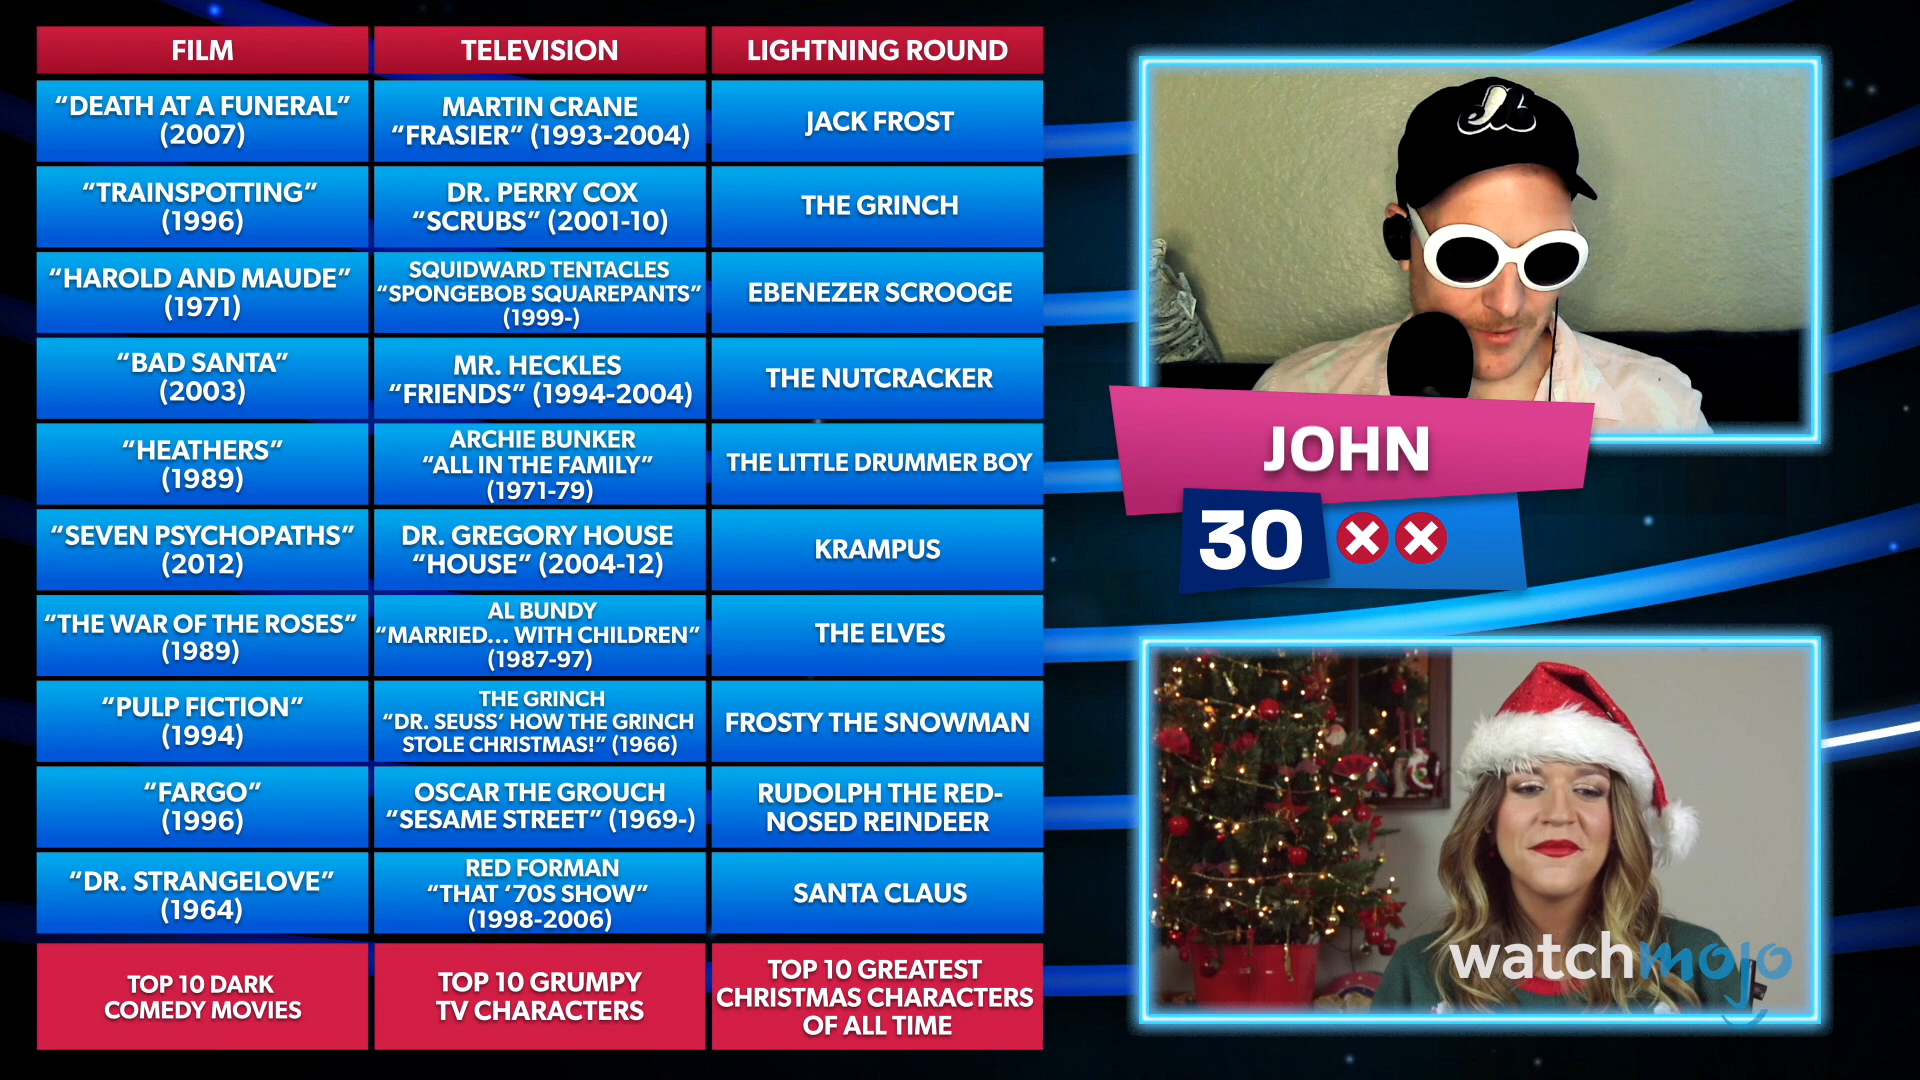 FILM
TELEVISION
LIGHTNING ROUND
“DEATH AT A FUNERAL”
(2007)
MARTIN CRANE
“FRASIER” (1993-2004)
JACK FROST
“TRAINSPOTTING”
(1996)
DR. PERRY COX
“SCRUBS” (2001-10)
THE GRINCH
“HAROLD AND MAUDE”
(1971)
SQUIDWARD TENTACLES
“SPONGEBOB SQUAREPANTS”
(1999-)
EBENEZER SCROOGE
“BAD SANTA”
(2003)
MR. HECKLES
“FRIENDS” (1994-2004)
THE NUTCRACKER
“HEATHERS”
(1989)
ARCHIE BUNKER
“ALL IN THE FAMILY”
(1971-79)
THE LITTLE DRUMMER BOY
“SEVEN PSYCHOPATHS”
(2012)
DR. GREGORY HOUSE
“HOUSE” (2004-12)
KRAMPUS
“THE WAR OF THE ROSES”
(1989)
AL BUNDY
“MARRIED... WITH CHILDREN”
(1987-97)
THE ELVES
“PULP FICTION”
(1994)
THE GRINCH
“DR. SEUSS’ HOW THE GRINCH
STOLE CHRISTMAS!” (1966)
FROSTY THE SNOWMAN
“FARGO”
(1996)
OSCAR THE GROUCH
“SESAME STREET” (1969-)
RUDOLPH THE RED-
NOSED REINDEER
“DR. STRANGELOVE”
(1964)
RED FORMAN
“THAT ‘70S SHOW”
(1998-2006)
SANTA CLAUS
TOP 10 DARK
COMEDY MOVIES
TOP 10 GRUMPY
TV CHARACTERS
TOP 10 GREATEST
CHRISTMAS CHARACTERS
OF ALL TIME
JOHN
30
watchmojo